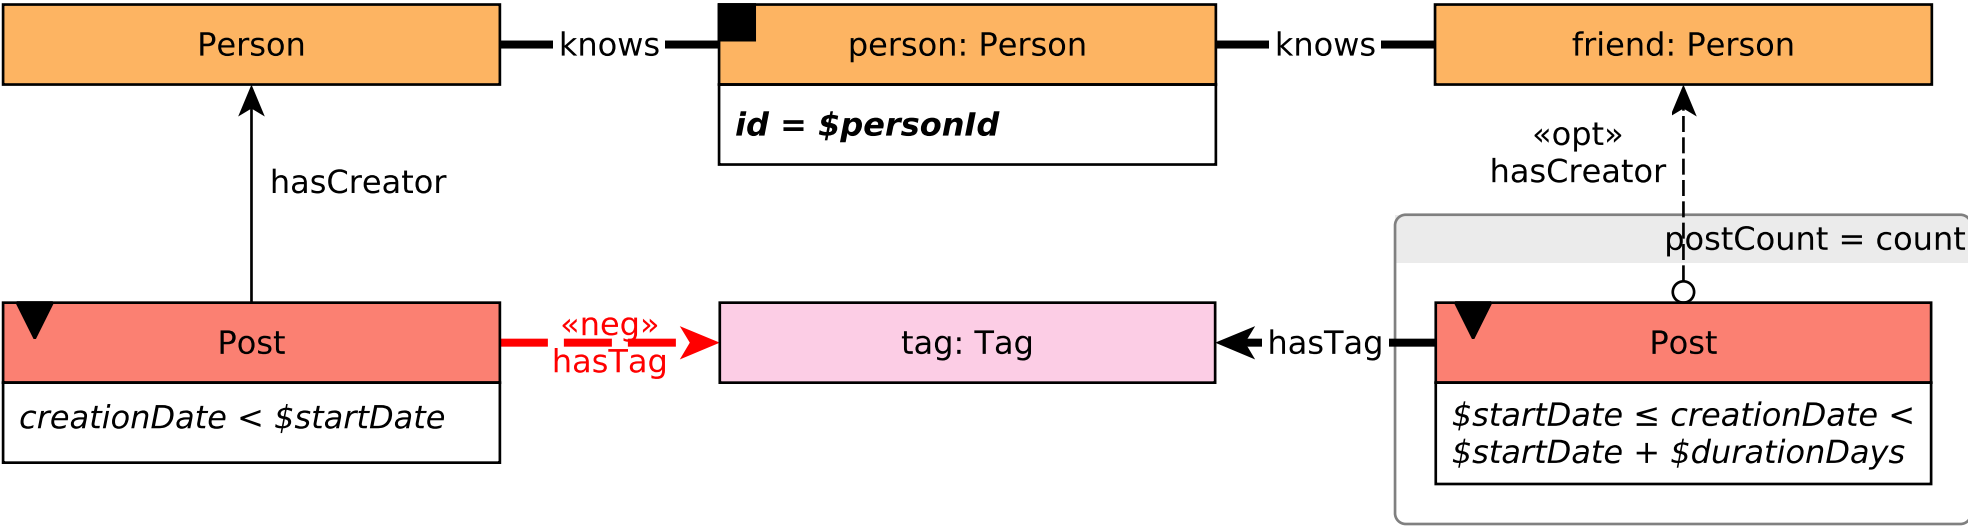 Person
knows
person: Person
knows
friend: Person
id = $personId
«opt»
hasCreator
hasCreator
postCount = count
Post
«neg»
hasTag
tag: Tag
hasTag
Post
creationDate < $startDate
$startDate ≤ creationDate <
$startDate + $durationDays